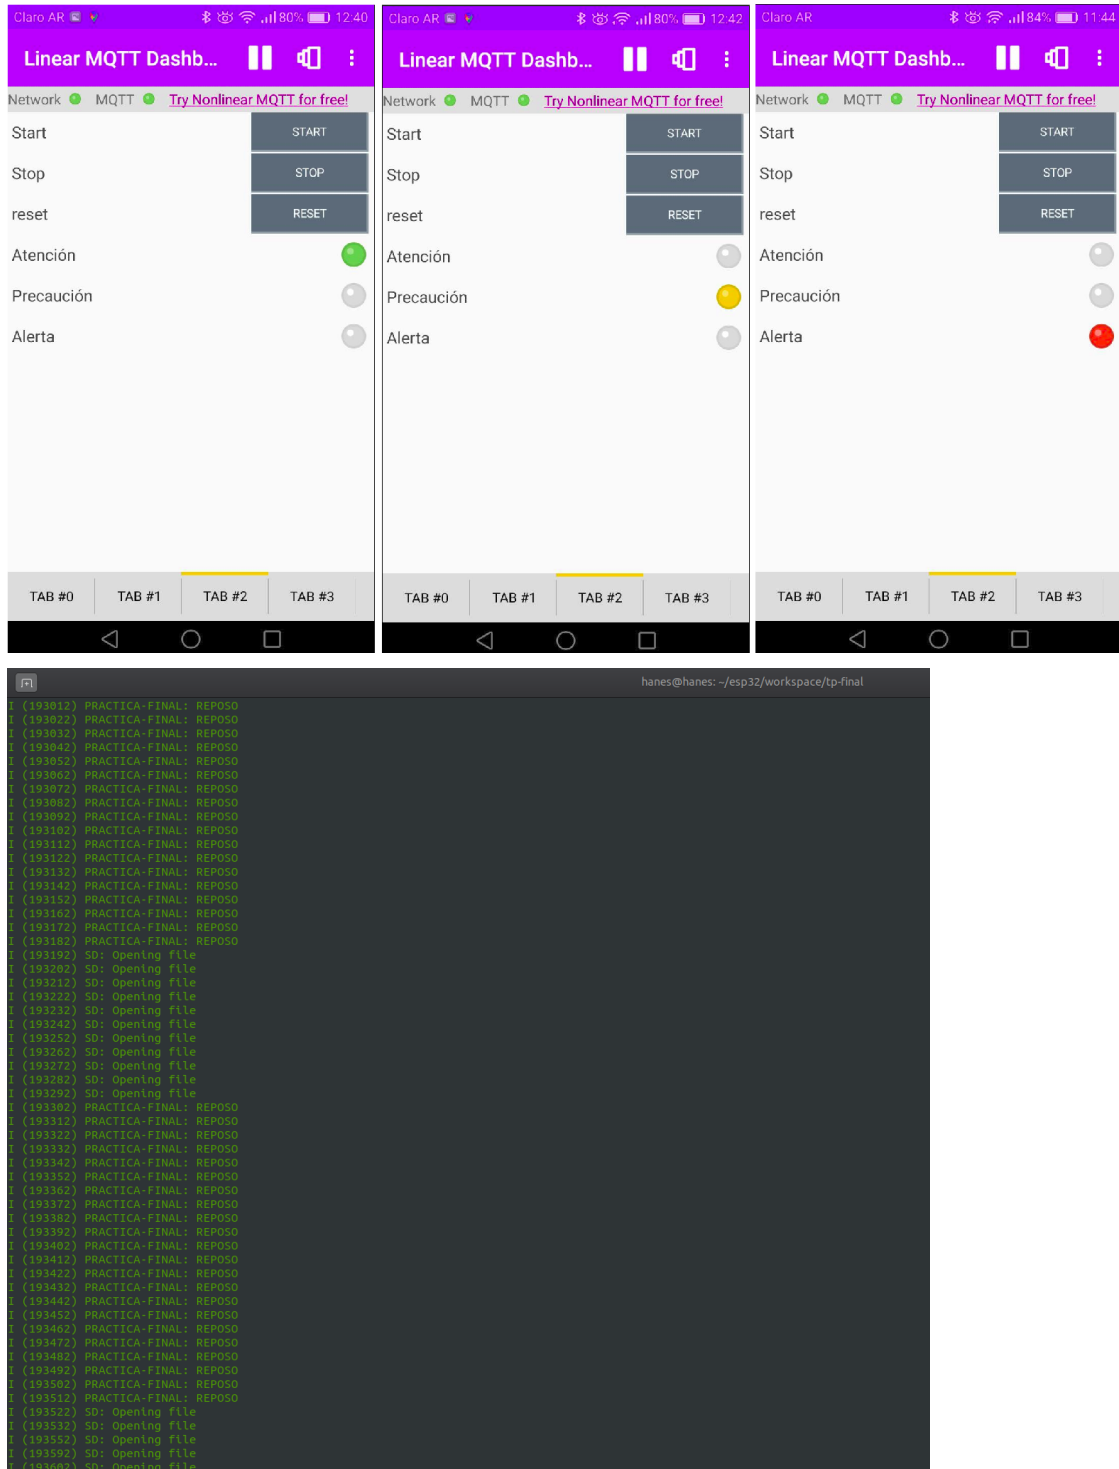 Claro AR 80% 12:40
Linear MQTT Dashb...
Network MQTT Try Nonlinear MQTT for free!
Start START
Stop STOP
reset RESET
Atención
Precaución
Alerta
TAB #0 TAB #1 TAB #2 TAB #3
Claro AR 80% 12:42
Linear MQTT Dashb...
Network MQTT Try Nonlinear MQTT for free!
Start START
Stop STOP
reset RESET
Atención
Precaución
Alerta
TAB #0 TAB #1 TAB #2 TAB #3
Claro AR 84% 11:44
Linear MQTT Dashb...
Network MQTT Try Nonlinear MQTT for free!
Start START
Stop STOP
reset RESET
Atención
Precaución
Alerta
TAB #0 TAB #1 TAB #2 TAB #3
hanes@hanes: ~/esp32/workspace/tp-final
I (193012) PRACTICA-FINAL: REPOSO
I (193022) PRACTICA-FINAL: REPOSO
I (193032) PRACTICA-FINAL: REPOSO
I (193042) PRACTICA-FINAL: REPOSO
I (193052) PRACTICA-FINAL: REPOSO
I (193062) PRACTICA-FINAL: REPOSO
I (193072) PRACTICA-FINAL: REPOSO
I (193082) PRACTICA-FINAL: REPOSO
I (193092) PRACTICA-FINAL: REPOSO
I (193102) PRACTICA-FINAL: REPOSO
I (193112) PRACTICA-FINAL: REPOSO
I (193122) PRACTICA-FINAL: REPOSO
I (193132) PRACTICA-FINAL: REPOSO
I (193142) PRACTICA-FINAL: REPOSO
I (193152) PRACTICA-FINAL: REPOSO
I (193162) PRACTICA-FINAL: REPOSO
I (193172) PRACTICA-FINAL: REPOSO
I (193182) PRACTICA-FINAL: REPOSO
I (193192) SD: Opening file
I (193202) SD: Opening file
I (193212) SD: Opening file
I (193222) SD: Opening file
I (193232) SD: Opening file
I (193242) SD: Opening file
I (193252) SD: Opening file
I (193262) SD: Opening file
I (193272) SD: Opening file
I (193282) SD: Opening file
I (193292) SD: Opening file
I (193302) PRACTICA-FINAL: REPOSO
I (193312) PRACTICA-FINAL: REPOSO
I (193322) PRACTICA-FINAL: REPOSO
I (193332) PRACTICA-FINAL: REPOSO
I (193342) PRACTICA-FINAL: REPOSO
I (193352) PRACTICA-FINAL: REPOSO
I (193362) PRACTICA-FINAL: REPOSO
I (193372) PRACTICA-FINAL: REPOSO
I (193382) PRACTICA-FINAL: REPOSO
I (193392) PRACTICA-FINAL: REPOSO
I (193402) PRACTICA-FINAL: REPOSO
I (193412) PRACTICA-FINAL: REPOSO
I (193422) PRACTICA-FINAL: REPOSO
I (193432) PRACTICA-FINAL: REPOSO
I (193442) PRACTICA-FINAL: REPOSO
I (193452) PRACTICA-FINAL: REPOSO
I (193462) PRACTICA-FINAL: REPOSO
I (193472) PRACTICA-FINAL: REPOSO
I (193482) PRACTICA-FINAL: REPOSO
I (193492) PRACTICA-FINAL: REPOSO
I (193502) PRACTICA-FINAL: REPOSO
I (193512) PRACTICA-FINAL: REPOSO
I (193522) SD: Opening file
I (193532) SD: Opening file
I (193552) SD: Opening file
I (193592) SD: Opening file
I (193602) SD: Opening file